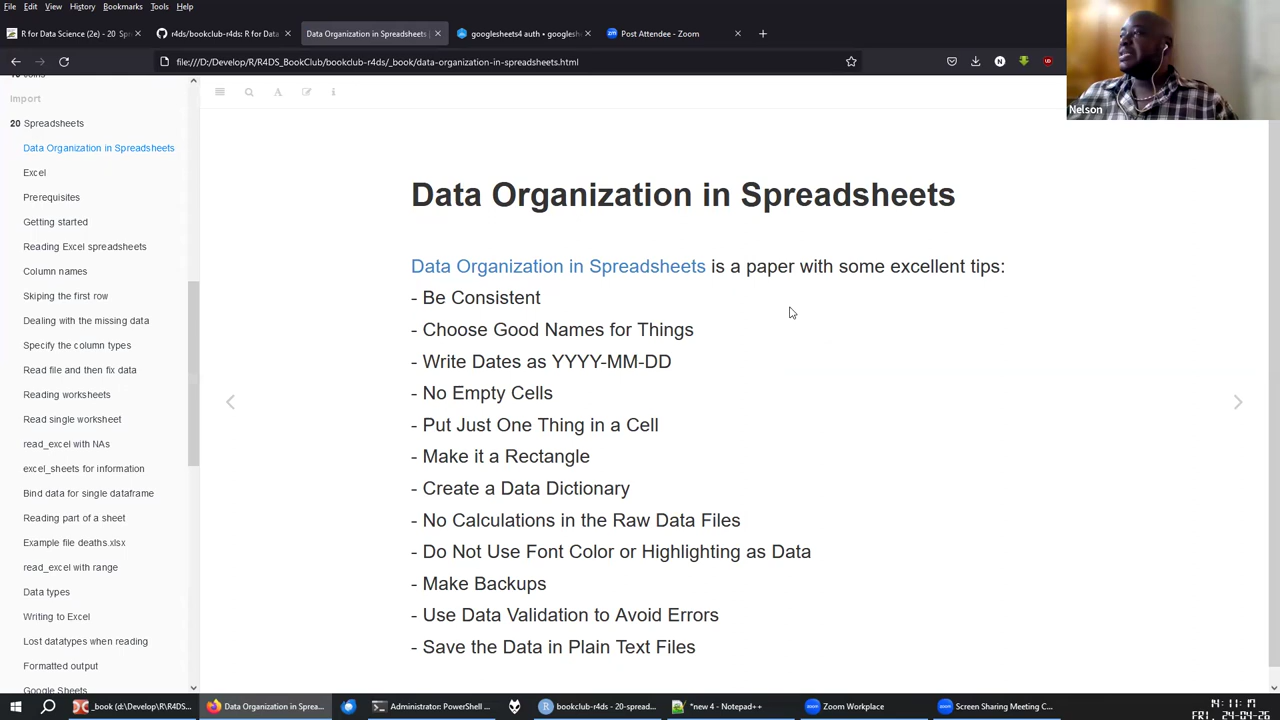 File Edit View History Bookmarks Tools Help
R for Data Science (2e) - 20 Spre
r4ds/bookclub-r4ds: R for Data
Data Organization in Spreadsheets
googlesheets4 auth • googlesh
Post Attendee - Zoom
file:///D:/Develop/R/R4DS_BookClub/bookclub-r4ds/_book/data-organization-in-spreadsheets.html
Nelson
Import
20 Spreadsheets
Data Organization in Spreadsheets
Excel
Prerequisites
Getting started
Reading Excel spreadsheets
Column names
Skiping the first row
Dealing with the missing data
Specify the column types
Read file and then fix data
Reading worksheets
Read single worksheet
read_excel with NAs
excel_sheets for information
Bind data for single dataframe
Reading part of a sheet
Example file deaths.xlsx
read_excel with range
Data types
Writing to Excel
Lost datatypes when reading
Formatted output
Google Sheets
Data Organization in Spreadsheets
Data Organization in Spreadsheets is a paper with some excellent tips:
- Be Consistent
- Choose Good Names for Things
- Write Dates as YYYY-MM-DD
- No Empty Cells
- Put Just One Thing in a Cell
- Make it a Rectangle
- Create a Data Dictionary
- No Calculations in the Raw Data Files
- Do Not Use Font Color or Highlighting as Data
- Make Backups
- Use Data Validation to Avoid Errors
- Save the Data in Plain Text Files
_book (d:\Develop\R\R4DS...
Data Organization in Sprea...
Administrator: PowerShell ...
bookclub-r4ds - 20-spread...
*new 4 - Notepad++
Zoom Workplace
Screen Sharing Meeting C...
FRI, 24-04-26